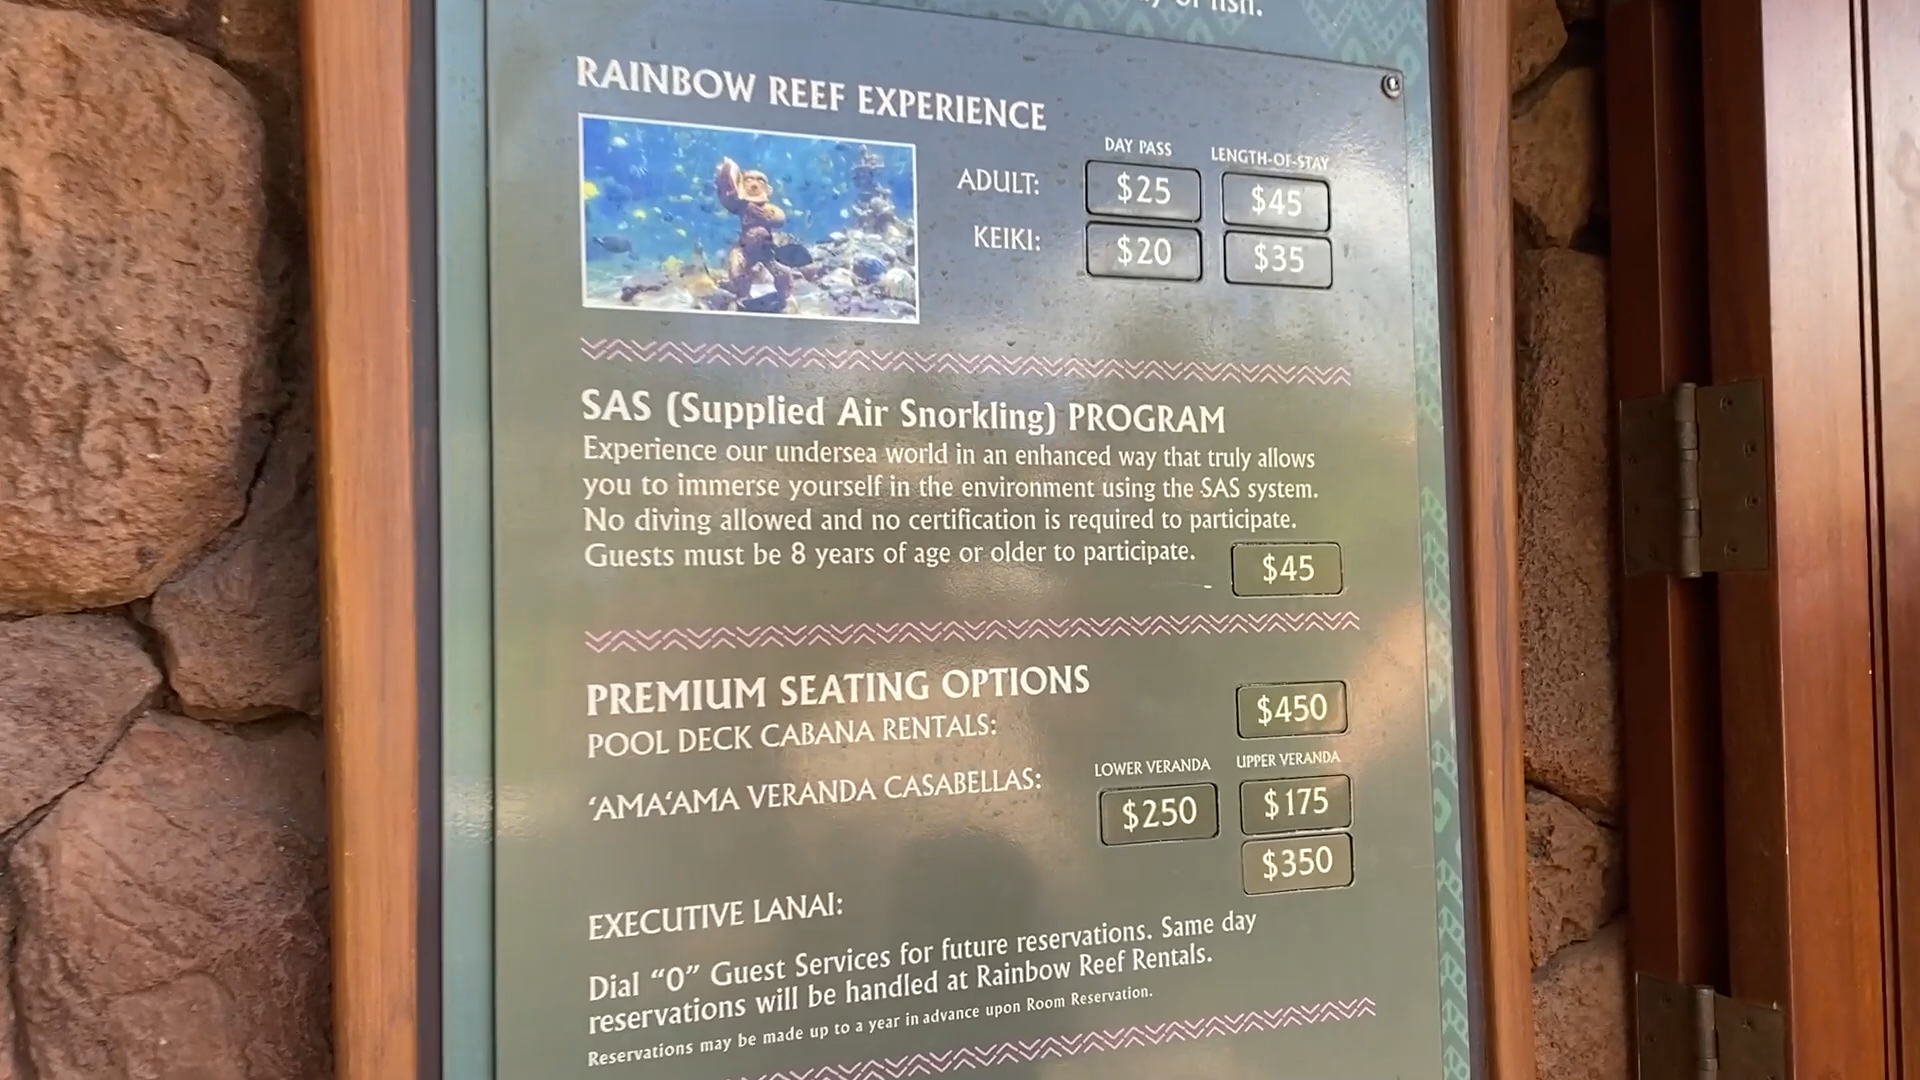 fish.
RAINBOW REEF EXPERIENCE
DAY PASS LENGTH-OF-STAY
ADULT: $25 $45
KEIKI: $20 $35
SAS (Supplied Air Snorkling) PROGRAM
Experience our undersea world in an enhanced way that truly allows
you to immerse yourself in the environment using the SAS system.
No diving allowed and no certification is required to participate.
Guests must be 8 years of age or older to participate.
$45
PREMIUM SEATING OPTIONS
POOL DECK CABANA RENTALS: $450
LOWER VERANDA UPPER VERANDA
‘AMA‘AMA VERANDA CASABELLAS: $250 $175
$350
EXECUTIVE LANAI:
Dial “0” Guest Services for future reservations. Same day
reservations will be handled at Rainbow Reef Rentals.
Reservations may be made up to a year in advance upon Room Reservation.